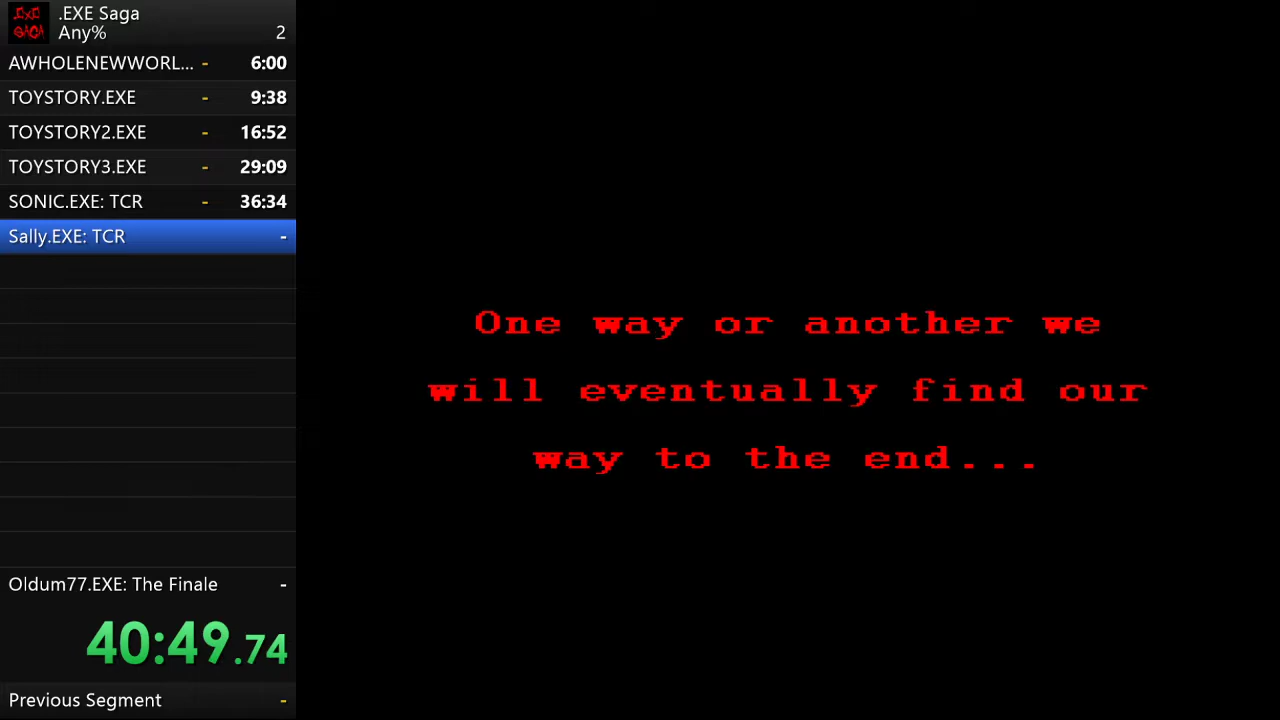 .EXE
SAGA
.EXE Saga
Any%
2
AWHOLENEWWORL... - 6:00
TOYSTORY.EXE - 9:38
TOYSTORY2.EXE - 16:52
TOYSTORY3.EXE - 29:09
SONIC.EXE: TCR - 36:34
Sally.EXE: TCR -
Oldum77.EXE: The Finale -
40:49.74
Previous Segment -
One way or another we
will eventually find our
way to the end...